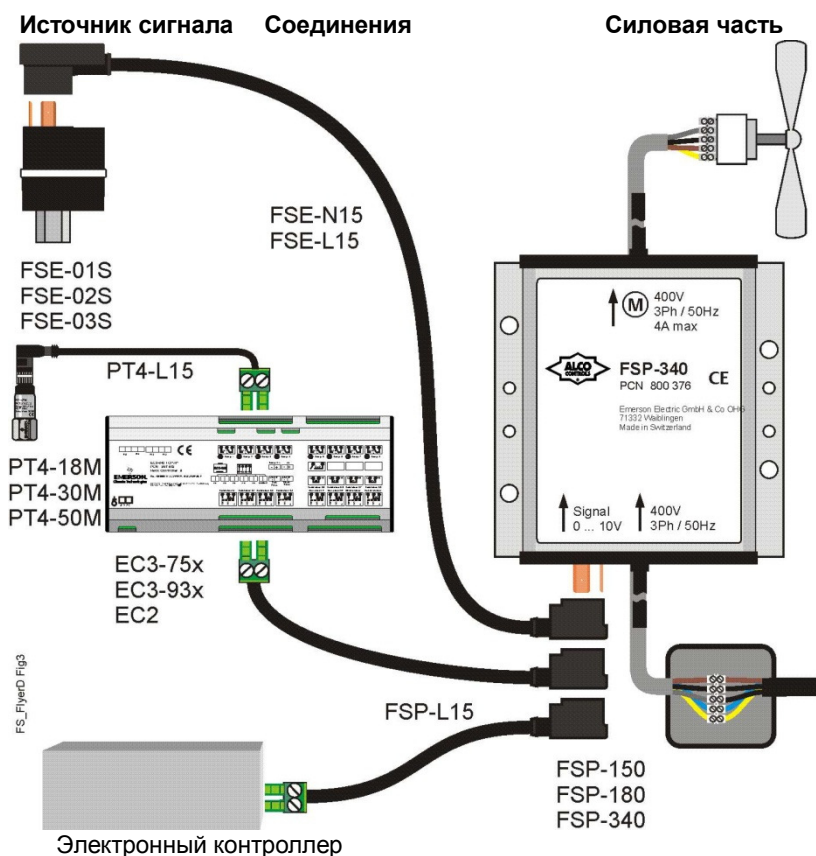 Источник сигнала Соединения Силовая часть
FSE-N15
FSE-L15
FSE-01S
FSE-02S
FSE-03S
PT4-L15
PT4-18M
PT4-30M
PT4-50M
EMERSON
CE
EC3-75x
EC3-93x
EC2
M
400V
3Ph / 50Hz
4A max
ALCO
CONTROLS
FSP-340
PCN 800 376
CE
Emerson Electric GmbH & Co OHG
71332 Waiblingen
Made in Switzerland
Signal
0 ... 10V
400V
3Ph / 50Hz
FS_FlyerD Fig3
FSP-L15
FSP-150
FSP-180
FSP-340
Электронный контроллер